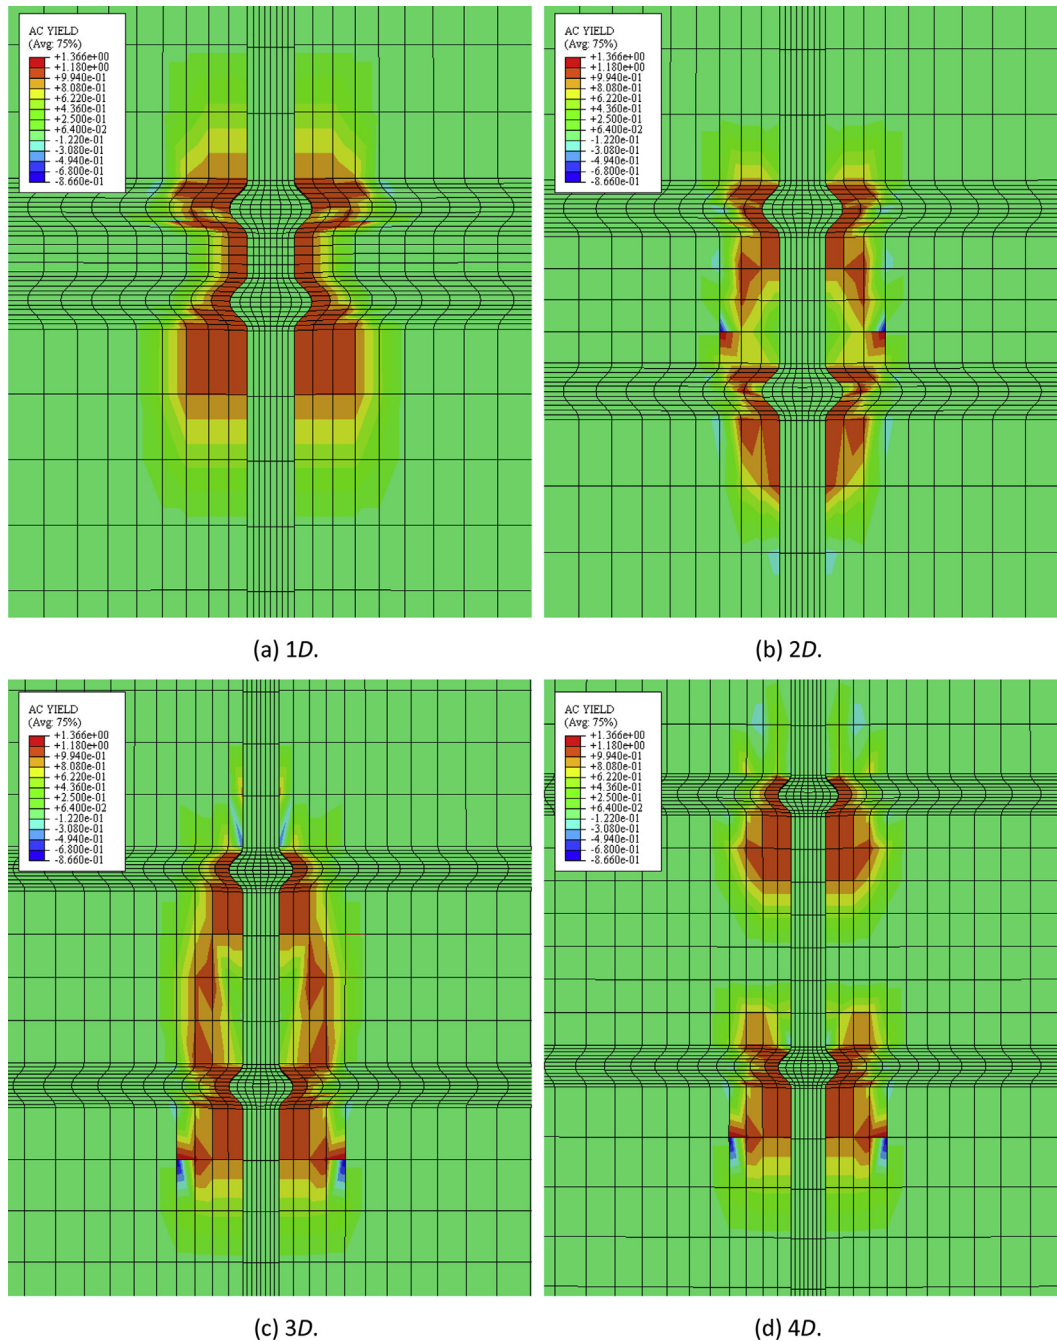 AC YIELD
(Avg: 75%)
+1.366e+00
+1.180e+00
+9.940e-01
+8.080e-01
+6.220e-01
+4.360e-01
+2.500e-01
+6.400e-02
-1.220e-01
-3.080e-01
-4.940e-01
-6.800e-01
-8.660e-01
AC YIELD
(Avg: 75%)
+1.366e+00
+1.180e+00
+9.940e-01
+8.080e-01
+6.220e-01
+4.360e-01
+2.500e-01
+6.400e-02
-1.220e-01
-3.080e-01
-4.940e-01
-6.800e-01
-8.660e-01
(a) 1D.
(b) 2D.
AC YIELD
(Avg: 75%)
+1.366e+00
+1.180e+00
+9.940e-01
+8.080e-01
+6.220e-01
+4.360e-01
+2.500e-01
+6.400e-02
-1.220e-01
-3.080e-01
-4.940e-01
-6.800e-01
-8.660e-01
AC YIELD
(Avg: 75%)
+1.366e+00
+1.180e+00
+9.940e-01
+8.080e-01
+6.220e-01
+4.360e-01
+2.500e-01
+6.400e-02
-1.220e-01
-3.080e-01
-4.940e-01
-6.800e-01
-8.660e-01
(c) 3D.
(d) 4D.